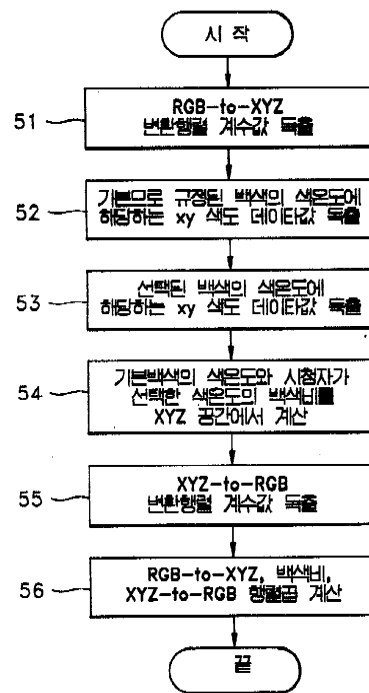 시 작
51
RGB-to-XYZ
변환행렬 계수값 독출
52
기본으로 규정된 백색의 색온도에
해당하는 xy 색도 데이타값 독출
53
선택된 백색의 색온도에
해당하는 xy 색도 데이타값 독출
54
기본백색의 색온도와 시청자가
선택한 색온도의 백색비를
XYZ 공간에서 계산
55
XYZ-to-RGB
변환행렬 계수값 독출
56
RGB-to-XYZ, 백색비,
XYZ-to-RGB 행렬곱 계산
끝